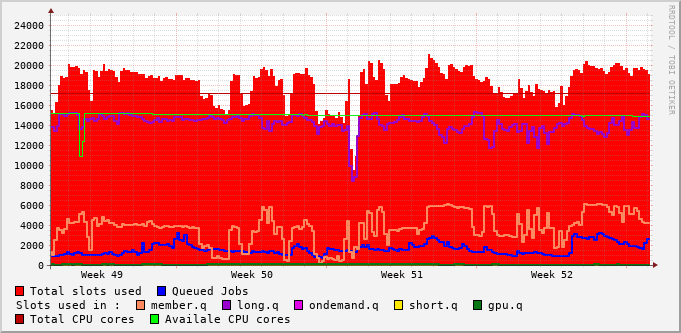 RRDTOOL / TOBI OETIKER
24000
22000
20000
18000
16000
14000
12000
10000
8000
6000
4000
2000
0
Week 49 Week 50 Week 51 Week 52
Total slots used Queued Jobs
Slots used in : member.q long.q ondemand.q short.q gpu.q
Total CPU cores Availale CPU cores